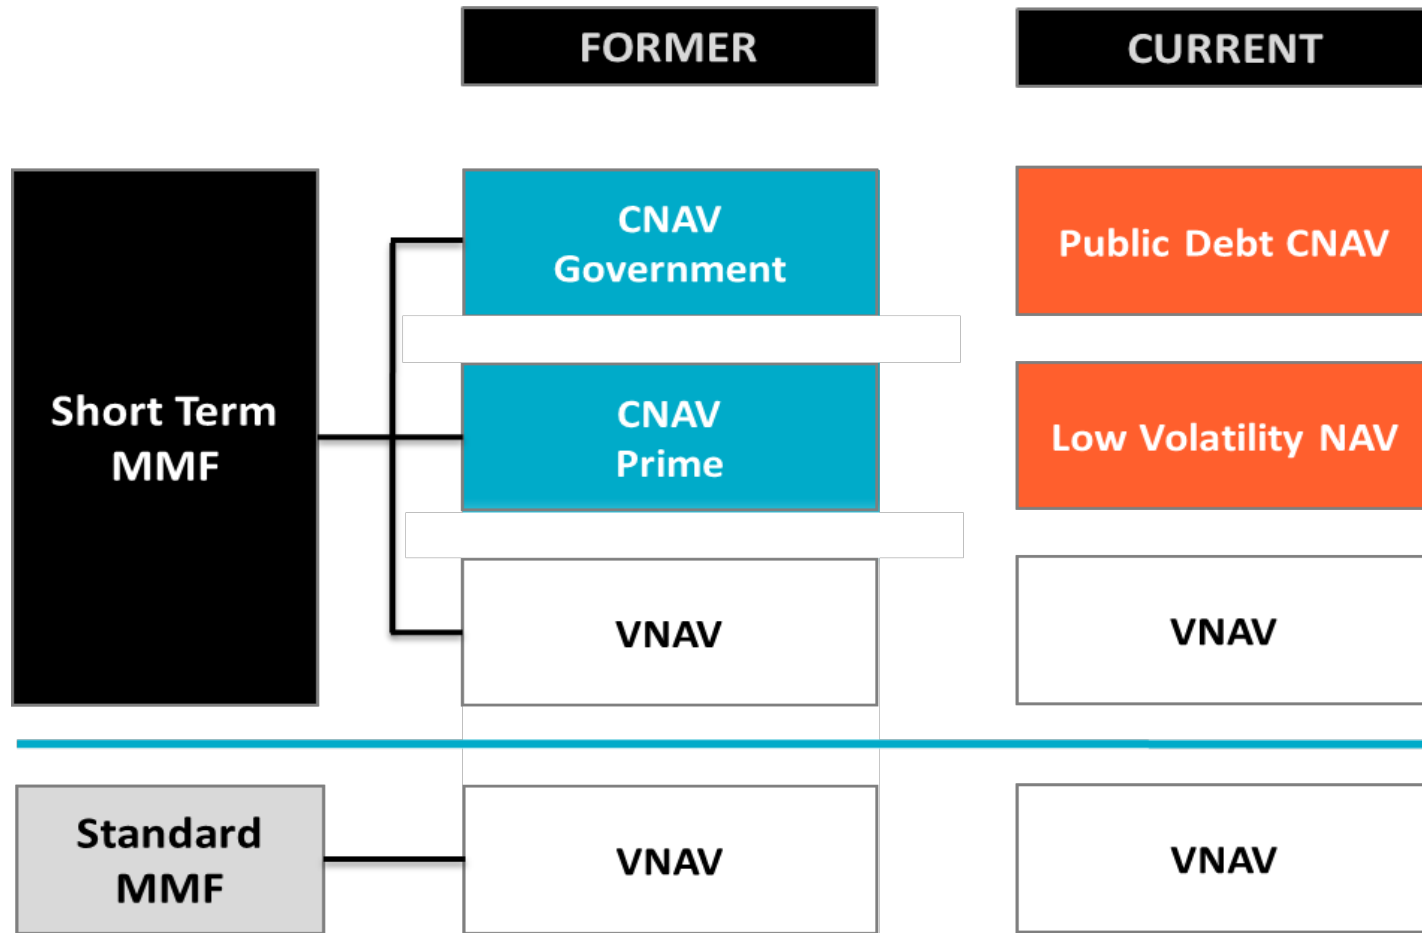 FORMER
CURRENT
CNAV
Government
Public Debt CNAV
Short Term
MMF
CNAV
Prime
Low Volatility NAV
VNAV
VNAV
Standard
MMF
VNAV
VNAV